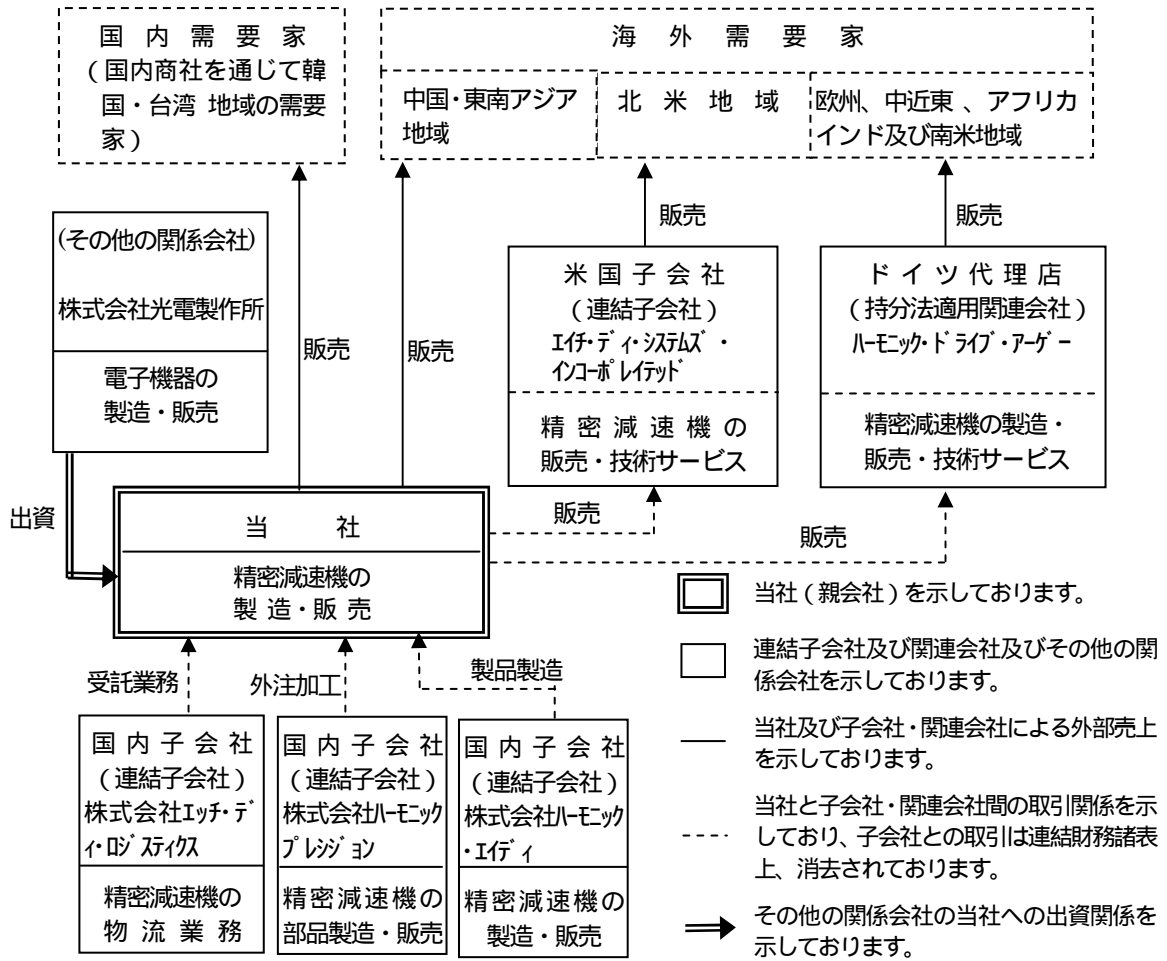 国 内 需 要 家
（国内商社を通じて韓
国・台湾 地域の需要
家）
海 外 需 要 家
中国・東南アジア
地域
北 米 地 域
欧州、中近東 、アフリカ
インド及び南米地域
販売
販売
(その他の関係会社)
株式会社光電製作所
電子機器の
製造・販売
販売
販売
米 国 子 会 社
（連結子会社）
エイチ・ディ・システムズ・
インコーポレイテッド
精 密 減 速 機 の
販売・技術サービス
ド イ ツ 代 理 店
（持分法適用関連会社）
ハーモニック・ドライブ・アーゲー
精密減速機の製造・
販売・技術サービス
出資
当 社
精密減速機の
製 造・販 売
販売
販売
受託業務
外注加工
製品製造
国 内 子 会 社
（連結子会社）
株式会社エッチ・デ
ィ・ロジスティクス
精密減速機の
物 流 業 務
国 内 子 会 社
（連結子会社）
株式会社ハーモニック
プレシジョン
精密減速機の
部品製造・販売
国 内 子 会 社
（連結子会社）
株式会社ハーモニック
・エイディ
精密減速機の
製造・販売
当社（親会社）を示しております。
連結子会社及び関連会社及びその他の関
係会社を示しております。
当社及び子会社・関連会社による外部売上
を示しております。
当社と子会社・関連会社間の取引関係を示
しており、子会社との取引は連結財務諸表
上、消去されております。
その他の関係会社の当社への出資関係を
示しております。